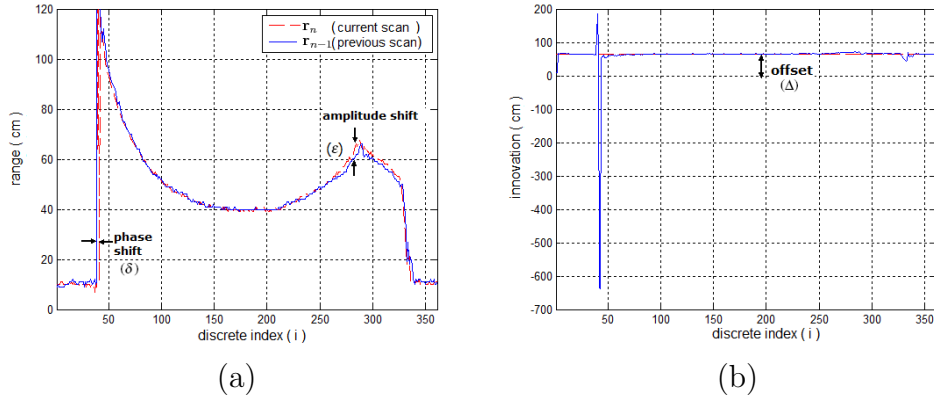 120
100
80
60
40
20
0
range ( cm )
r_n (current scan )
r_{n-1} (previous scan)
amplitude shift
(ε)
phase
shift
(δ)
50 100 150 200 250 300 350
discrete index ( i )
(a)
200
100
0
-100
-200
-300
-400
-500
-600
-700
innovation ( cm )
offset
(Δ)
0 50 100 150 200 250 300 350
discrete index ( i )
(b)